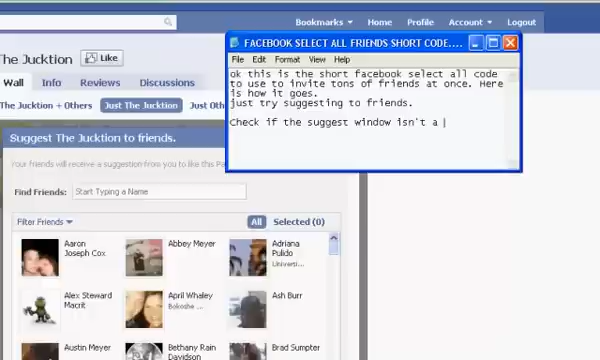 Bookmarks Home Profile Account Logout
The Jucktion Like
Wall Info Reviews Discussions
The Jucktion + Others Just The Jucktion Just Oth
FACEBOOK SELECT ALL FRIENDS SHORT CODE....
File Edit Format View Help
ok this is the short facebook select all code
to use to invite tons of friends at once. Here
is how it goes.
just try suggesting to friends.
Check if the suggest window isn't a
Suggest The Jucktion to friends.
Your friends will receive a suggestion from you to like this Pa
Find Friends: Start Typing a Name
Filter Friends All Selected (0)
Aaron
Joseph Cox
Abbey Meyer
Adriana
Pulido
Universi...
Alex Steward
Macrit
April Whaley
Bokoshe ...
Ash Burr
Austin Meyer
Bethany Rain
Davidson
Brad Sumpter